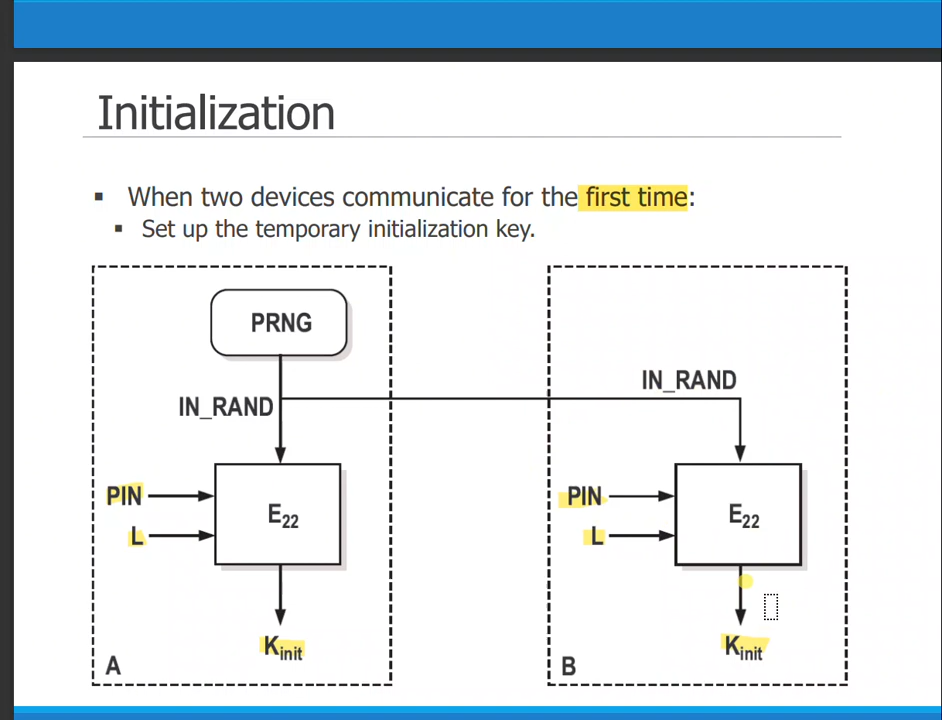 Initialization
When two devices communicate for the first time:
Set up the temporary initialization key.
PRNG
IN_RAND
IN_RAND
PIN
L
E22
Kinit
A
PIN
L
E22
Kinit
B